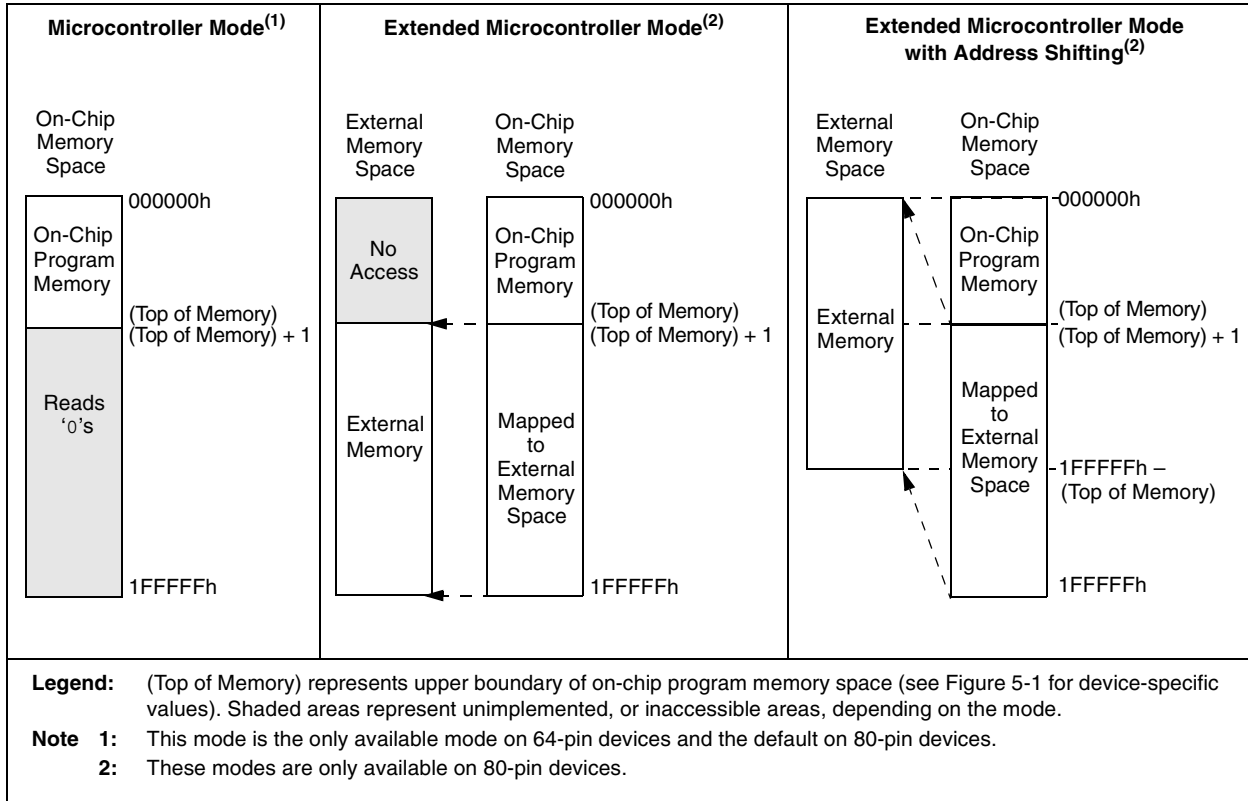 Microcontroller Mode(1)
On-Chip
Memory
Space
000000h
On-Chip
Program
Memory
(Top of Memory)
(Top of Memory) + 1
Reads
‘0’s
1FFFFFh
Extended Microcontroller Mode(2)
External
Memory
Space
On-Chip
Memory
Space
000000h
No
Access
On-Chip
Program
Memory
(Top of Memory)
(Top of Memory) + 1
External
Memory
Mapped
to
External
Memory
Space
1FFFFFh
Extended Microcontroller Mode
with Address Shifting(2)
External
Memory
Space
On-Chip
Memory
Space
000000h
On-Chip
Program
Memory
External
Memory
(Top of Memory)
(Top of Memory) + 1
Mapped
to
External
Memory
Space
1FFFFFh –
(Top of Memory)
1FFFFFh
Legend: (Top of Memory) represents upper boundary of on-chip program memory space (see Figure 5-1 for device-specific
values). Shaded areas represent unimplemented, or inaccessible areas, depending on the mode.
Note 1: This mode is the only available mode on 64-pin devices and the default on 80-pin devices.
2: These modes are only available on 80-pin devices.